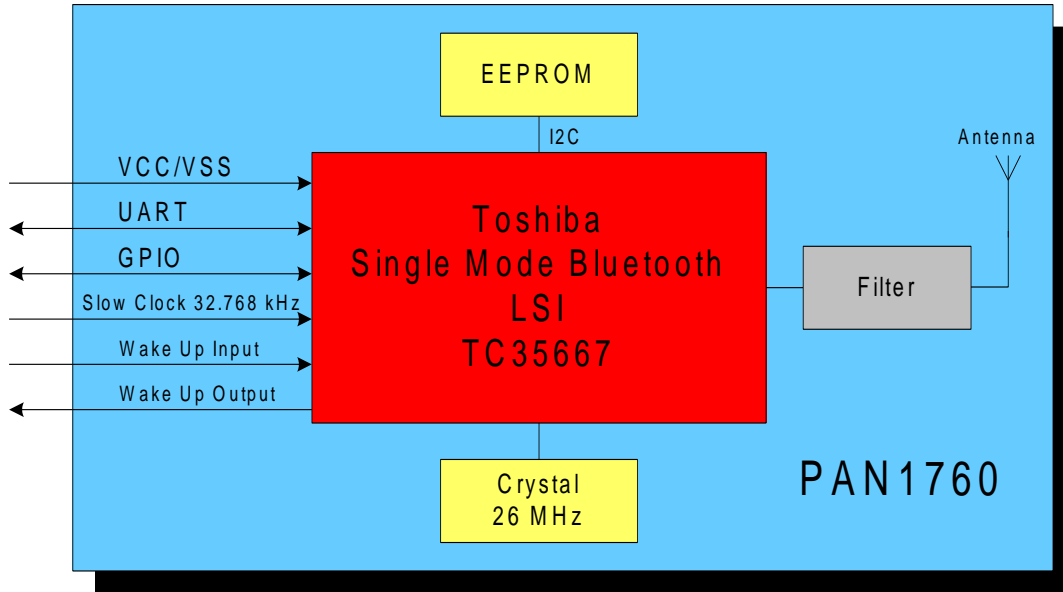 EEPROM
I2C
Antenna
VCC/VSS
UART
GPIO
Slow Clock 32.768 kHz
Wake Up Input
Wake Up Output
Toshiba
Single Mode Bluetooth
LSI
TC35667
Filter
Crystal
26 MHz
PAN1760